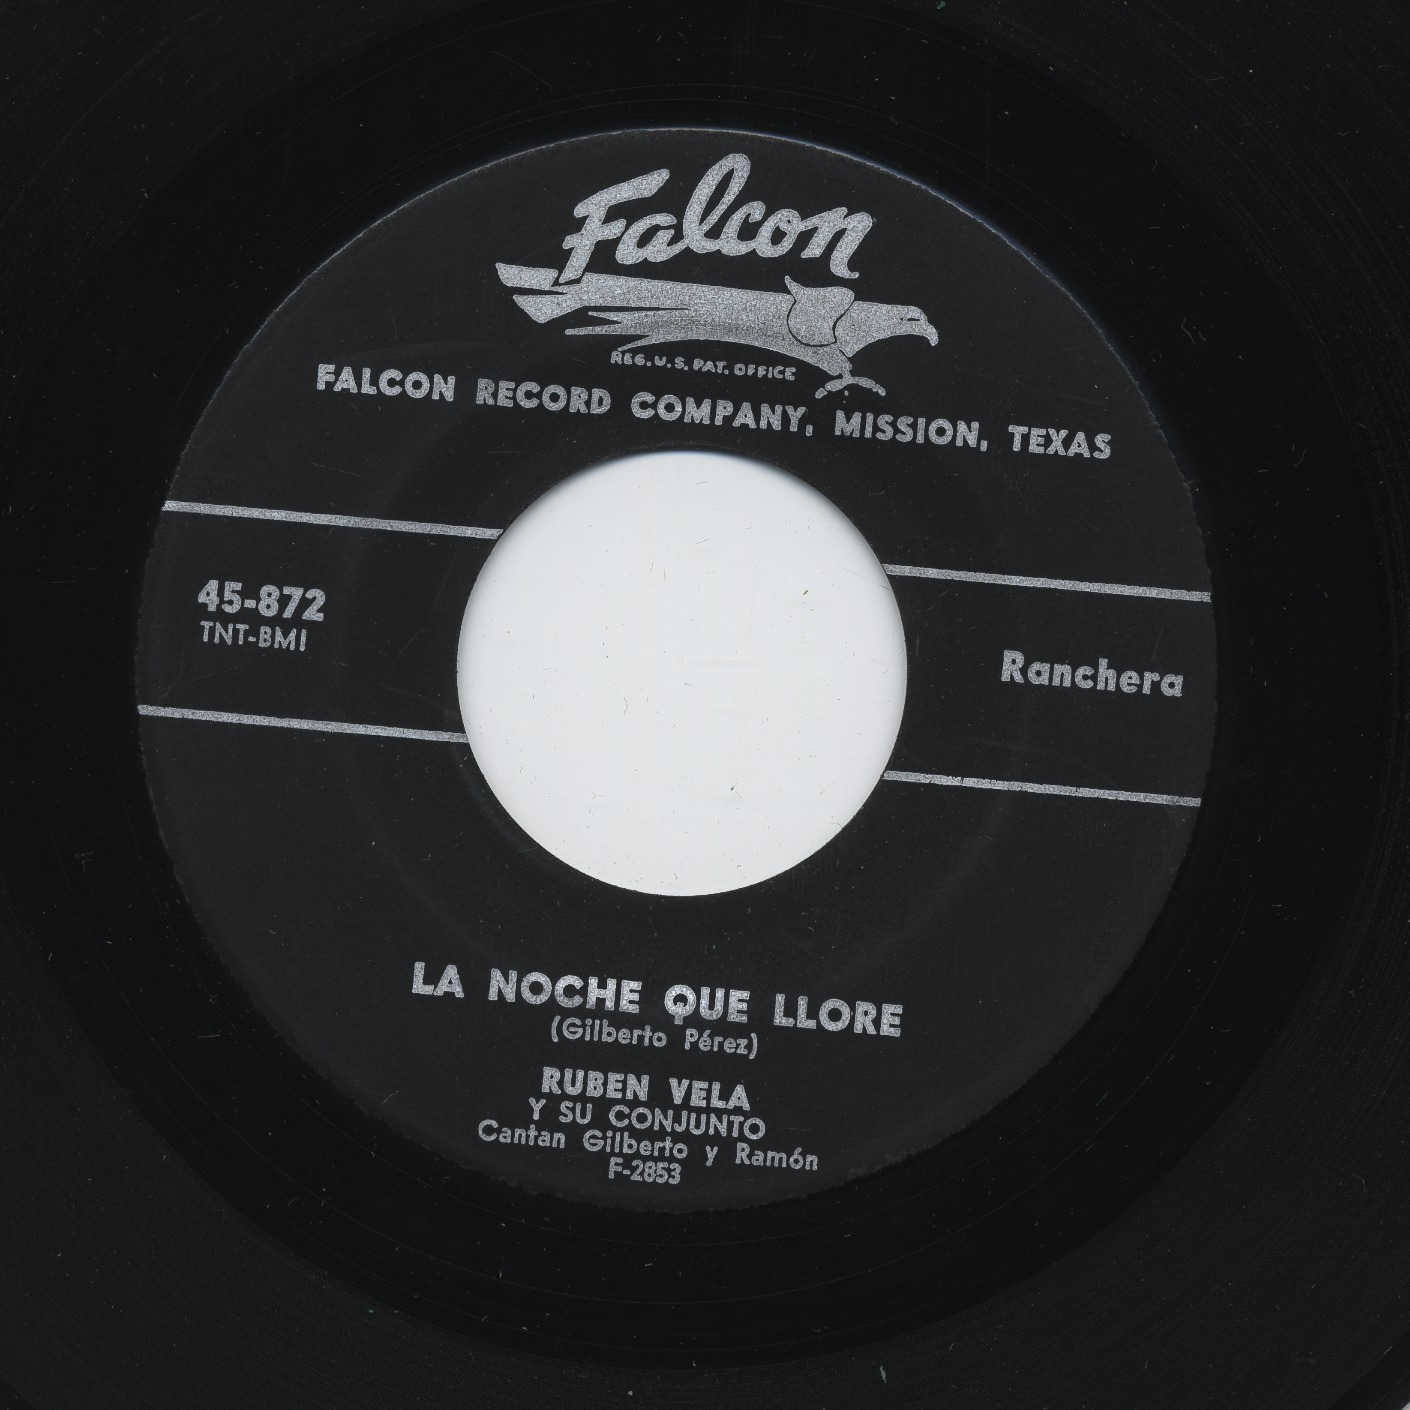 Falcon
REG. U.S. PAT. OFFICE
FALCON RECORD COMPANY, MISSION, TEXAS
45-872
TNT-BMI
Ranchera
LA NOCHE QUE LLORE
(Gilberto Pérez)
RUBEN VELA
Y SU CONJUNTO
Cantan Gilberto y Ramón
F-2853